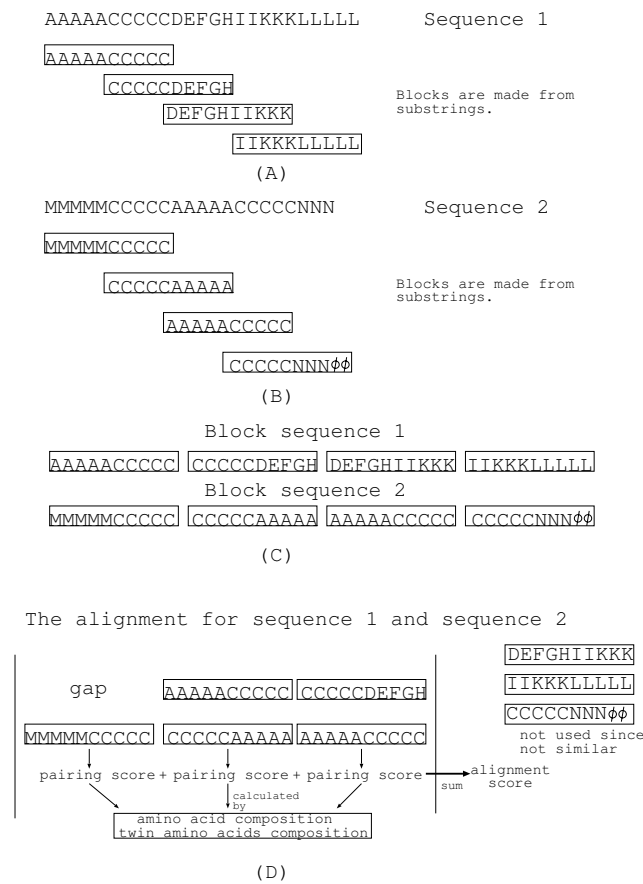 AAAAACCCCCDEFGHIIKKKLLLLL Sequence 1
AAAAACCCCC
CCCCCDEFGH
Blocks are made from
substrings.
DEFGHIIKKK
IIKKKLLLLL
(A)
MMMMMCCCCCAAAAACCCCCNNN Sequence 2
MMMMMCCCCC
CCCCCAAAAA
Blocks are made from
substrings.
AAAAACCCCC
CCCCCNNNϕϕ
(B)
Block sequence 1
AAAAACCCCC CCCCCDEFGH DEFGHIIKKK IIKKKLLLLL
Block sequence 2
MMMMMCCCCC CCCCCAAAAA AAAAACCCCC CCCCCNNNϕϕ
(C)
The alignment for sequence 1 and sequence 2
gap AAAAACCCCC CCCCCDEFGH
MMMMMCCCCC CCCCCAAAAA AAAAACCCCC
DEFGHIIKKK
IIKKKLLLLL
CCCCCNNNϕϕ
not used since
not similar
pairing score + pairing score + pairing score
sum
alignment
score
calculated
by
amino acid composition
twin amino acids composition
(D)